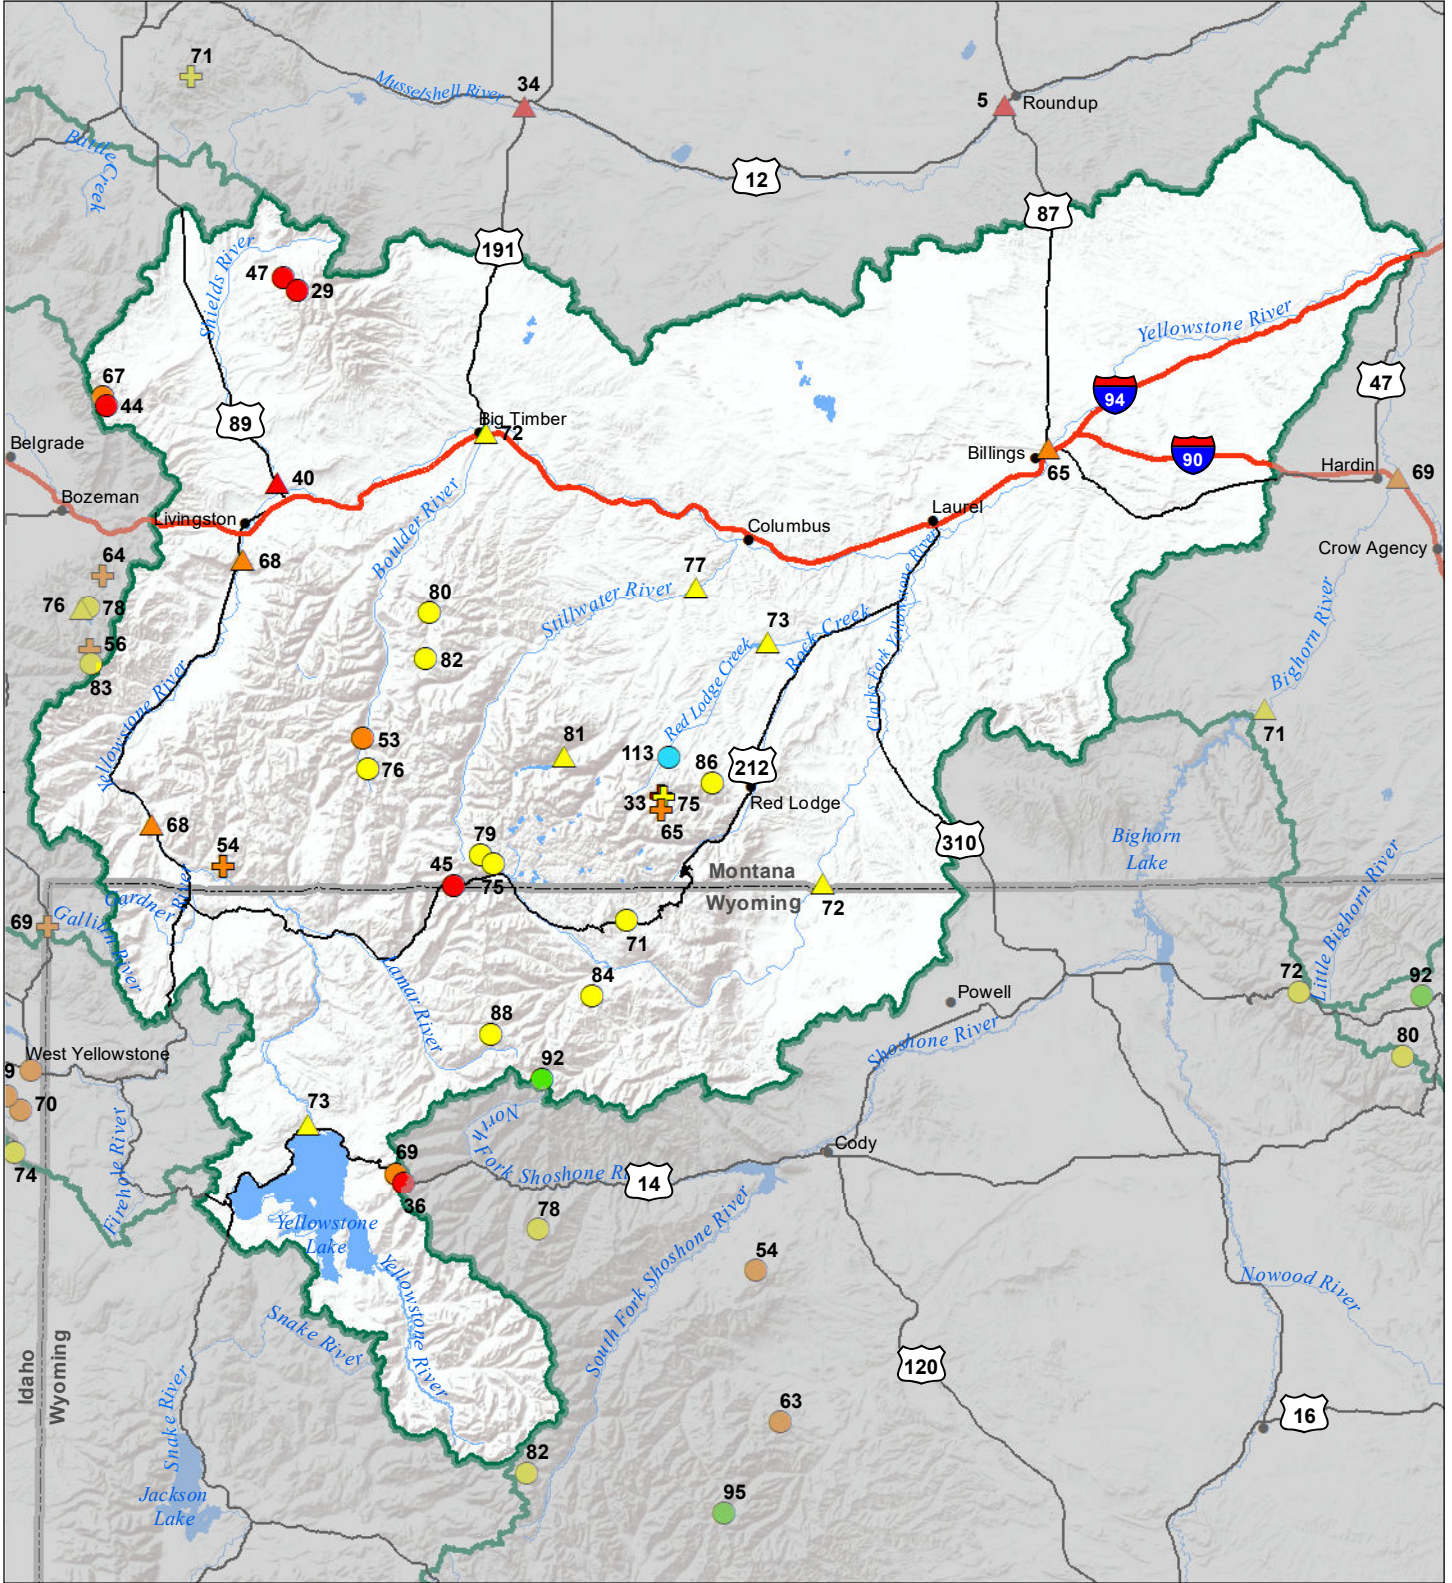 71
Musselshell River
34
5
Roundup
Battle Creek
12
87
191
Shields River
47
29
Yellowstone River
67
44
89
94
47
Big Timber
72
Belgrade
Billings
65
90
Hardin
69
40
Bozeman
Livingston
Laurel
Columbus
Crow Agency
Boulder River
68
64
76
78
56
83
80
82
77
Stillwater River
73
Rock Creek
Red Lodge Creek
Clarks Fork Yellowstone River
Bighorn River
71
Yellowstone River
53
76
81
113
86
212
33
75
65
Red Lodge
68
54
79
45
75
310
Bighorn
Lake
Montana
Wyoming
72
Gardner River
69
Gallatin River
71
Little Bighorn River
Lamar River
84
Powell
72
92
88
Shoshone River
80
West Yellowstone
9
70
92
73
Firehole River
74
North
Fork Shoshone R
69
36
14
Cody
Yellowstone
Lake
78
South Fork Shoshone River
54
Yellowstone River
Nowood River
Snake River
Idaho
Wyoming
120
Snake River
63
16
82
Jackson
Lake
95